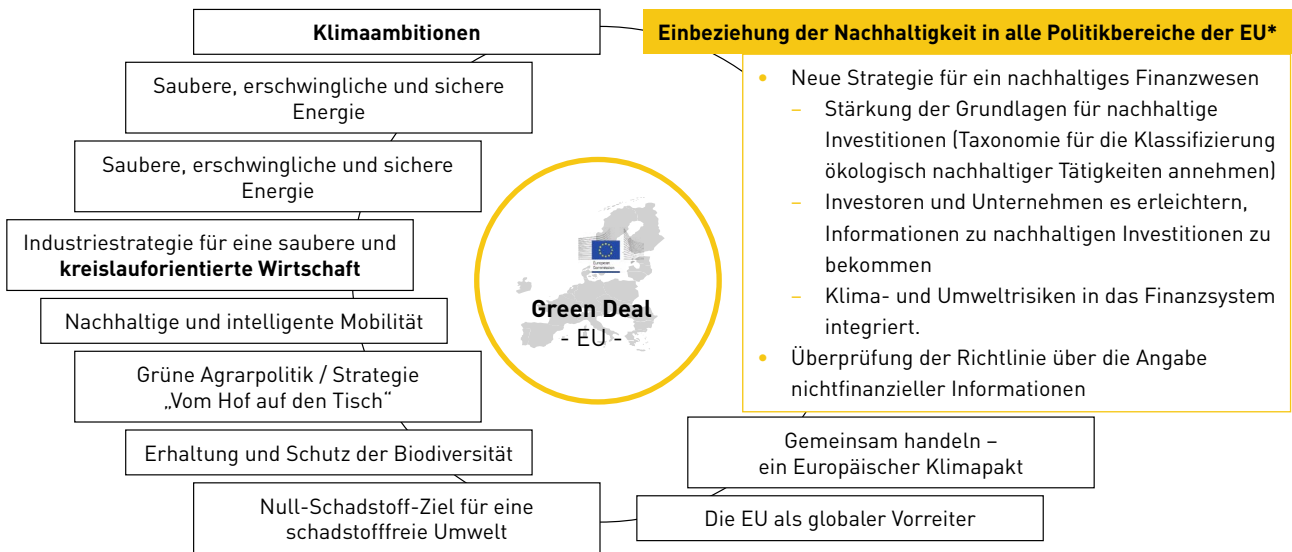 Klimaambitionen
Saubere, erschwingliche und sichere
Energie
Saubere, erschwingliche und sichere
Energie
Industriestrategie für eine saubere und
kreislauforientierte Wirtschaft
Nachhaltige und intelligente Mobilität
Grüne Agrarpolitik / Strategie
„Vom Hof auf den Tisch“
Erhaltung und Schutz der Biodiversität
Null-Schadstoff-Ziel für eine
schadstofffreie Umwelt
European
Commission
Green Deal
- EU -
Einbeziehung der Nachhaltigkeit in alle Politikbereiche der EU*
• Neue Strategie für ein nachhaltiges Finanzwesen
– Stärkung der Grundlagen für nachhaltige
Investitionen (Taxonomie für die Klassifizierung
ökologisch nachhaltiger Tätigkeiten annehmen)
– Investoren und Unternehmen es erleichtern,
Informationen zu nachhaltigen Investitionen zu
bekommen
– Klima- und Umweltrisiken in das Finanzsystem
integriert.
• Überprüfung der Richtlinie über die Angabe
nichtfinanzieller Informationen
Gemeinsam handeln –
ein Europäischer Klimapakt
Die EU als globaler Vorreiter